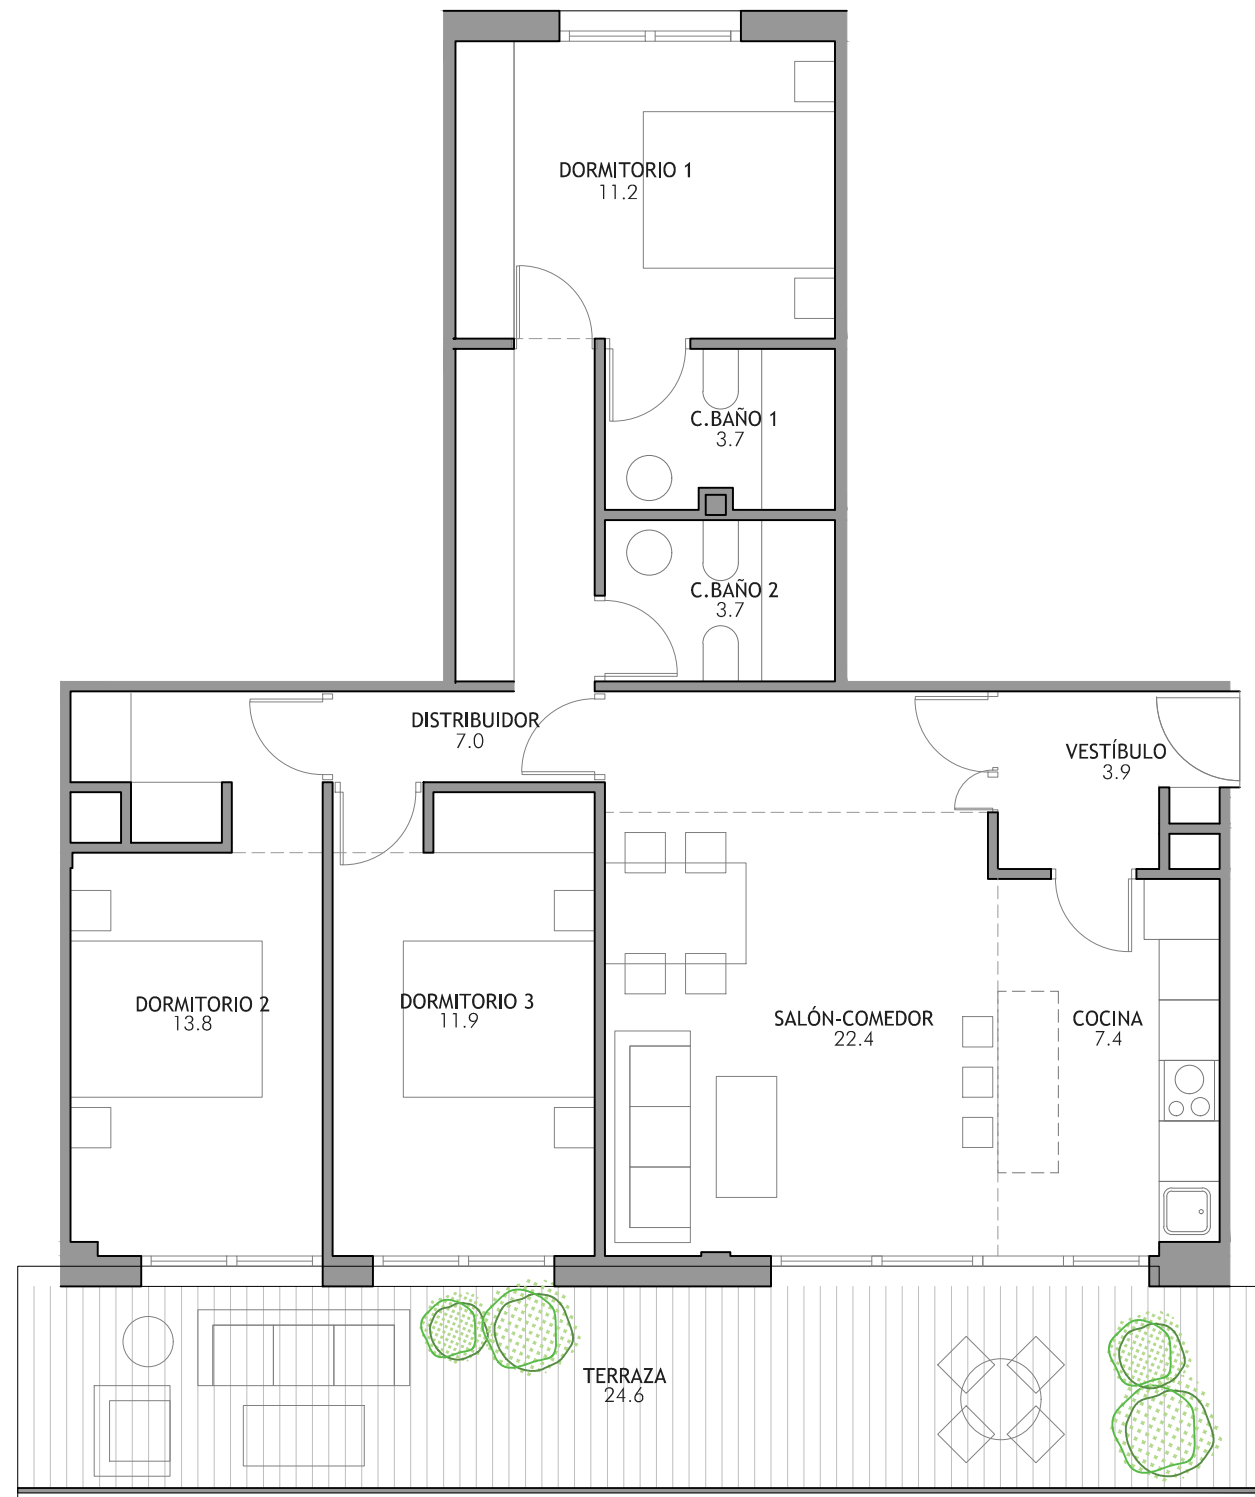 DORMITORIO 1
11.2
C.BAÑO 1
3.7
C.BAÑO 2
3.7
DISTRIBUIDOR
7.0
VESTÍBULO
3.9
DORMITORIO 2
13.8
DORMITORIO 3
11.9
SALÓN-COMEDOR
22.4
COCINA
7.4
TERRAZA
24.6